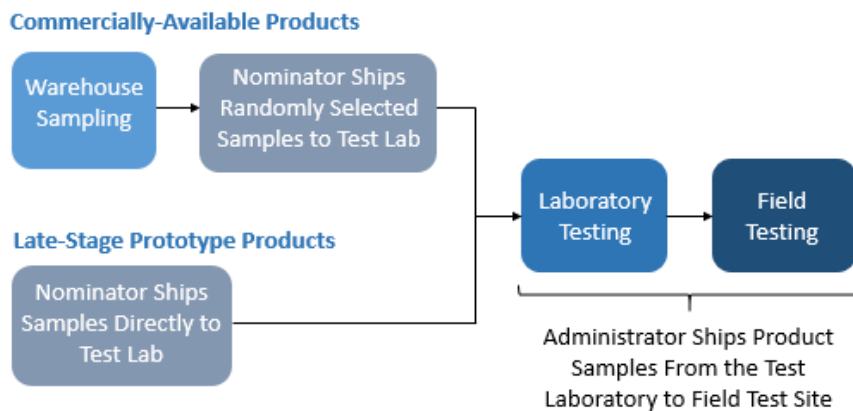 Commercially-Available Products
Warehouse
Sampling
Nominator Ships
Randomly Selected
Samples to Test Lab
Late-Stage Prototype Products
Nominator Ships
Samples Directly to
Test Lab
Laboratory
Testing
Field
Testing
Administrator Ships Product
Samples From the Test
Laboratory to Field Test Site